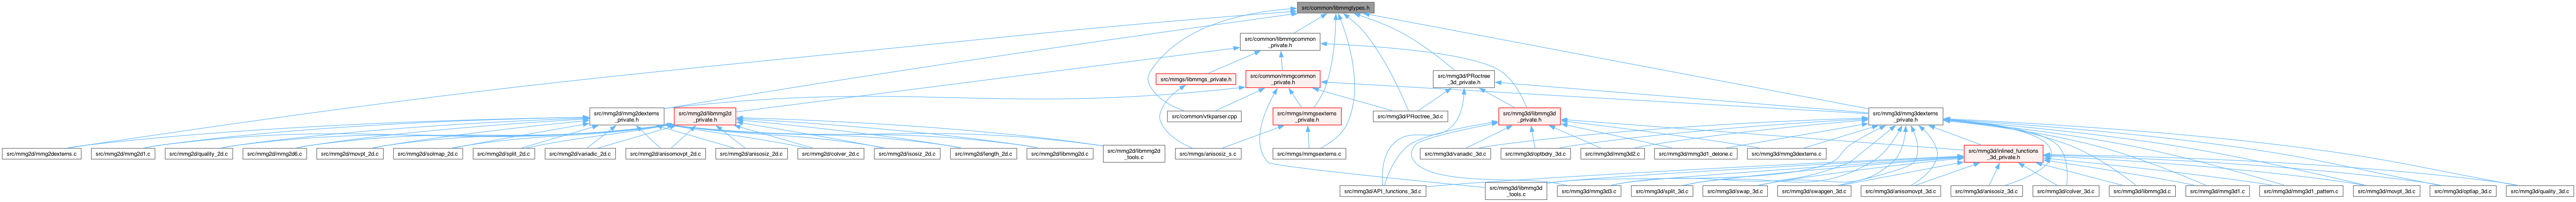 src/common/libmmgtypes.h
src/common/libmmgcommon
_private.h
src/mmgs/libmmgs_private.h
src/common/mmgcommon
_private.h
src/mmg3d/PRoctree
_3d_private.h
src/mmg2d/mmg2dexterns
_private.h
src/mmg2d/libmmg2d
_private.h
src/common/vtkparser.cpp
src/mmgs/mmgsexterns
_private.h
src/mmg3d/PRoctree_3d.c
src/mmg3d/libmmg3d
_private.h
src/mmg3d/mmg3dexterns
_private.h
src/mmg2d/mmg2dexterns.c
src/mmg2d/mmg2d1.c
src/mmg2d/quality_2d.c
src/mmg2d/mmg2d6.c
src/mmg2d/movpt_2d.c
src/mmg2d/solmap_2d.c
src/mmg2d/split_2d.c
src/mmg2d/variadic_2d.c
src/mmg2d/anisomovpt_2d.c
src/mmg2d/anisosiz_2d.c
src/mmg2d/colver_2d.c
src/mmg2d/isosiz_2d.c
src/mmg2d/length_2d.c
src/mmg2d/libmmg2d.c
src/mmg2d/libmmg2d
_tools.c
src/mmgs/anisosiz_s.c
src/mmgs/mmgsexterns.c
src/mmg3d/variadic_3d.c
src/mmg3d/optbdry_3d.c
src/mmg3d/mmg3d2.c
src/mmg3d/mmg3d1_delone.c
src/mmg3d/mmg3dexterns.c
src/mmg3d/inlined_functions
_3d_private.h
src/mmg3d/API_functions_3d.c
src/mmg3d/libmmg3d
_tools.c
src/mmg3d/mmg3d3.c
src/mmg3d/split_3d.c
src/mmg3d/swap_3d.c
src/mmg3d/swapgen_3d.c
src/mmg3d/anisomovpt_3d.c
src/mmg3d/anisosiz_3d.c
src/mmg3d/colver_3d.c
src/mmg3d/libmmg3d.c
src/mmg3d/mmg3d1.c
src/mmg3d/mmg3d1_pattern.c
src/mmg3d/movpt_3d.c
src/mmg3d/optlap_3d.c
src/mmg3d/quality_3d.c